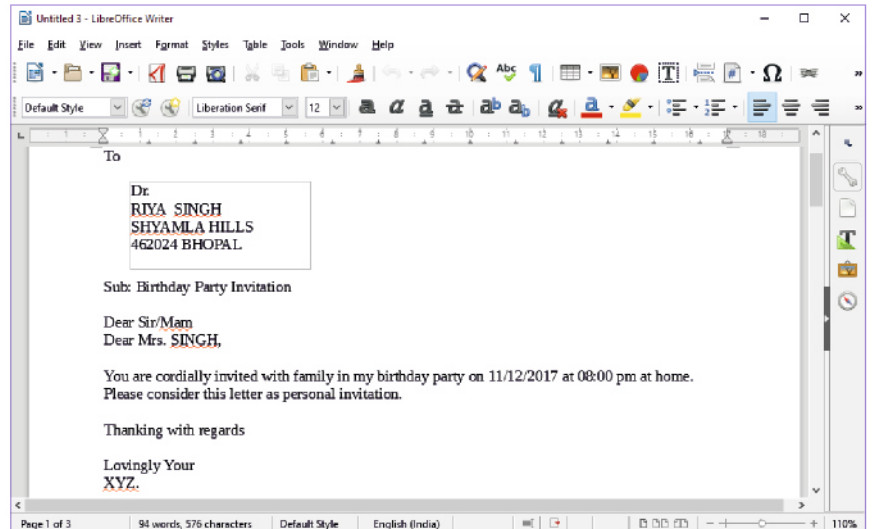 Untitled 3 - LibreOffice Writer
File Edit View Insert Format Styles Table Tools Window Help
Default Style Liberation Serif 12
To
Dr.
RIYA SINGH
SHYAMLA HILLS
462024 BHOPAL
Sub: Birthday Party Invitation
Dear Sir/Mam
Dear Mrs. SINGH,
You are cordially invited with family in my birthday party on 11/12/2017 at 08:00 pm at home.
Please consider this letter as personal invitation.
Thanking with regards
Lovingly Your
XYZ.
Page 1 of 3 94 words, 576 characters Default Style English (India) 110%